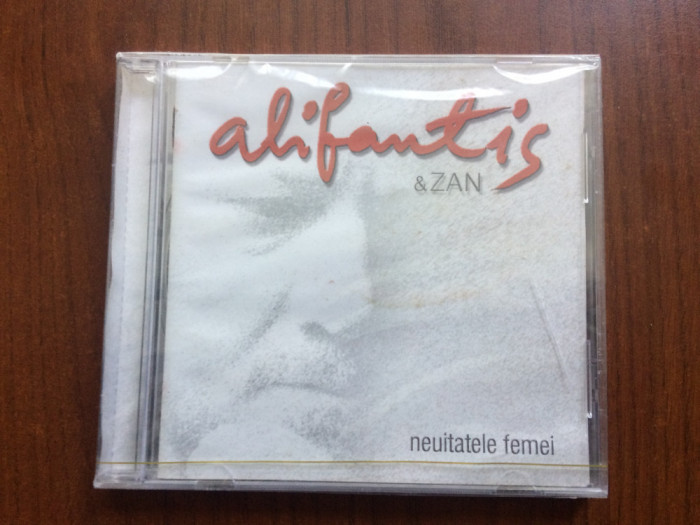 alifantis
& ZAN
neuitatele femei